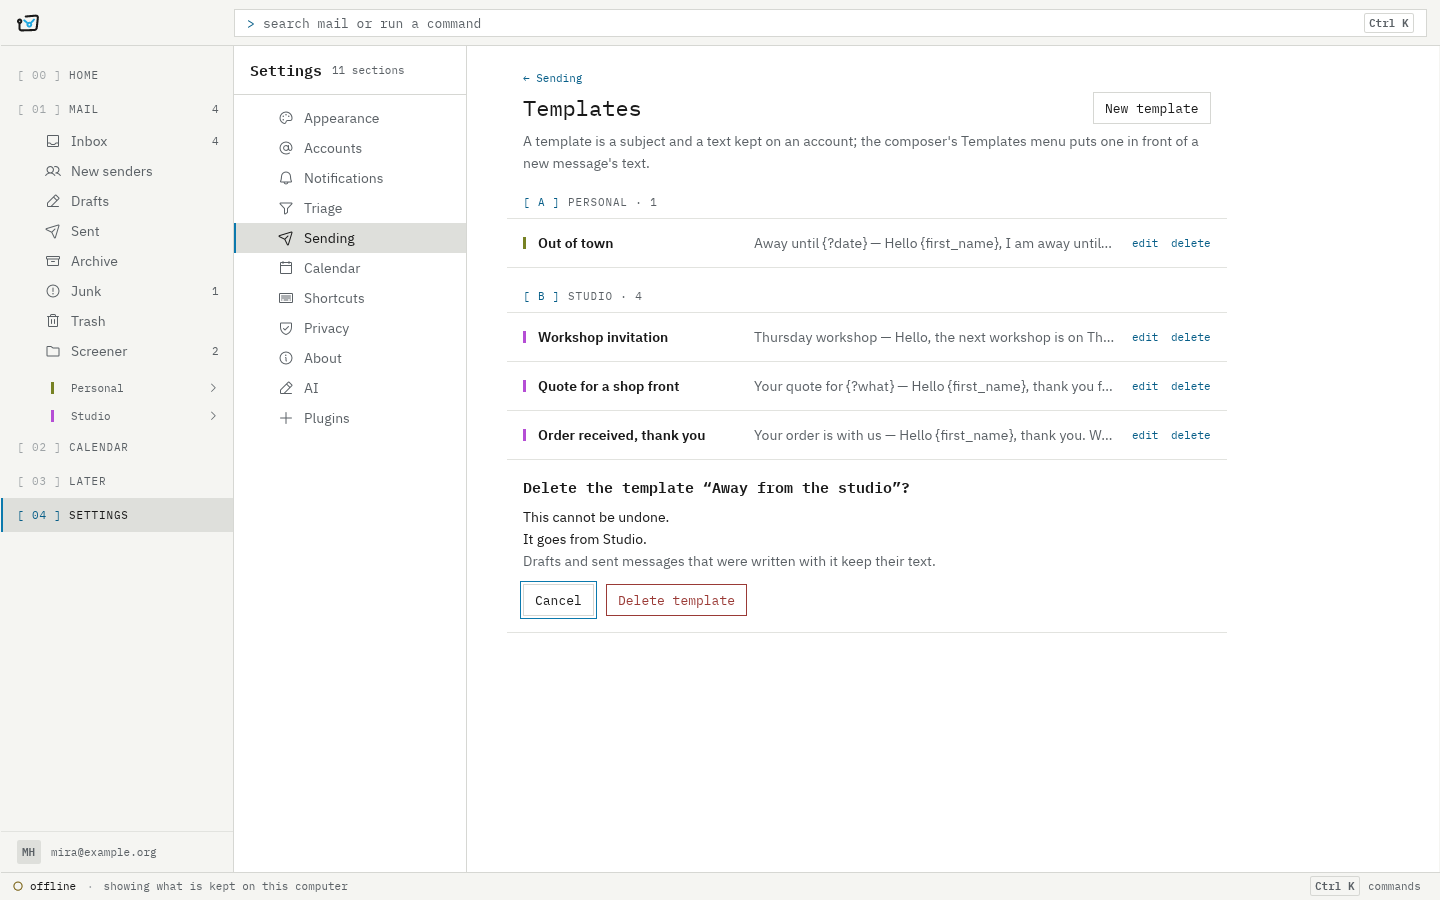 > search mail or run a command
Ctrl K
[ 00 ] HOME
[ 01 ] MAIL 4
Inbox 4
New senders
Drafts
Sent
Archive
Junk 1
Trash
Screener 2
Personal
Studio
[ 02 ] CALENDAR
[ 03 ] LATER
[ 04 ] SETTINGS
MH mira@example.org
Settings 11 sections
Appearance
Accounts
Notifications
Triage
Sending
Calendar
Shortcuts
Privacy
About
AI
Plugins
← Sending
Templates
New template
A template is a subject and a text kept on an account; the composer's Templates menu puts one in front of a
new message's text.
[ A ] PERSONAL · 1
Out of town Away until {?date} — Hello {first_name}, I am away until... edit delete
[ B ] STUDIO · 4
Workshop invitation Thursday workshop — Hello, the next workshop is on Th... edit delete
Quote for a shop front Your quote for {?what} — Hello {first_name}, thank you f... edit delete
Order received, thank you Your order is with us — Hello {first_name}, thank you. W... edit delete
Delete the template “Away from the studio”?
This cannot be undone.
It goes from Studio.
Drafts and sent messages that were written with it keep their text.
Cancel Delete template
offline · showing what is kept on this computer
Ctrl K commands